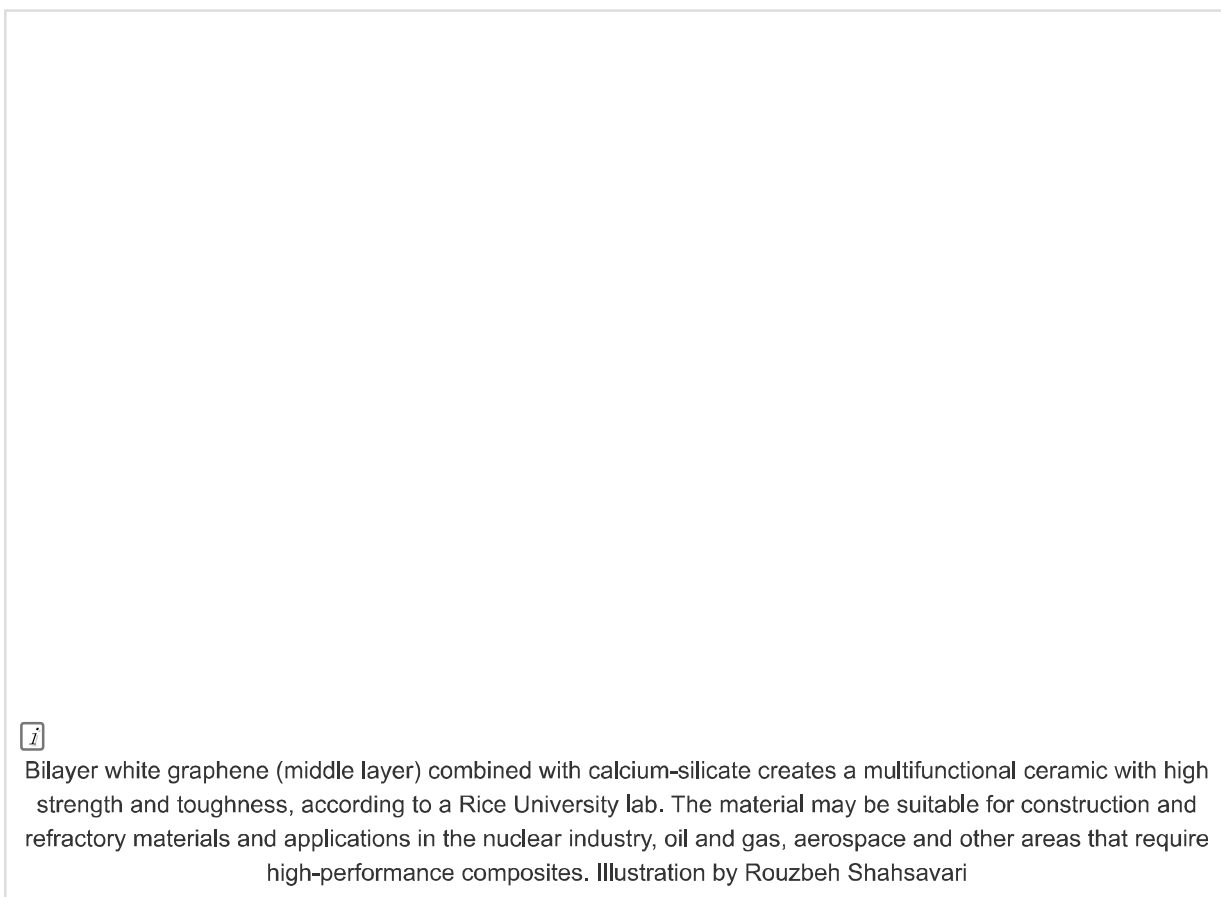 i
Bilayer white graphene (middle layer) combined with calcium-silicate creates a multifunctional ceramic with high
strength and toughness, according to a Rice University lab. The material may be suitable for construction and
refractory materials and applications in the nuclear industry, oil and gas, aerospace and other areas that require
high-performance composites. Illustration by Rouzbeh Shahsavari